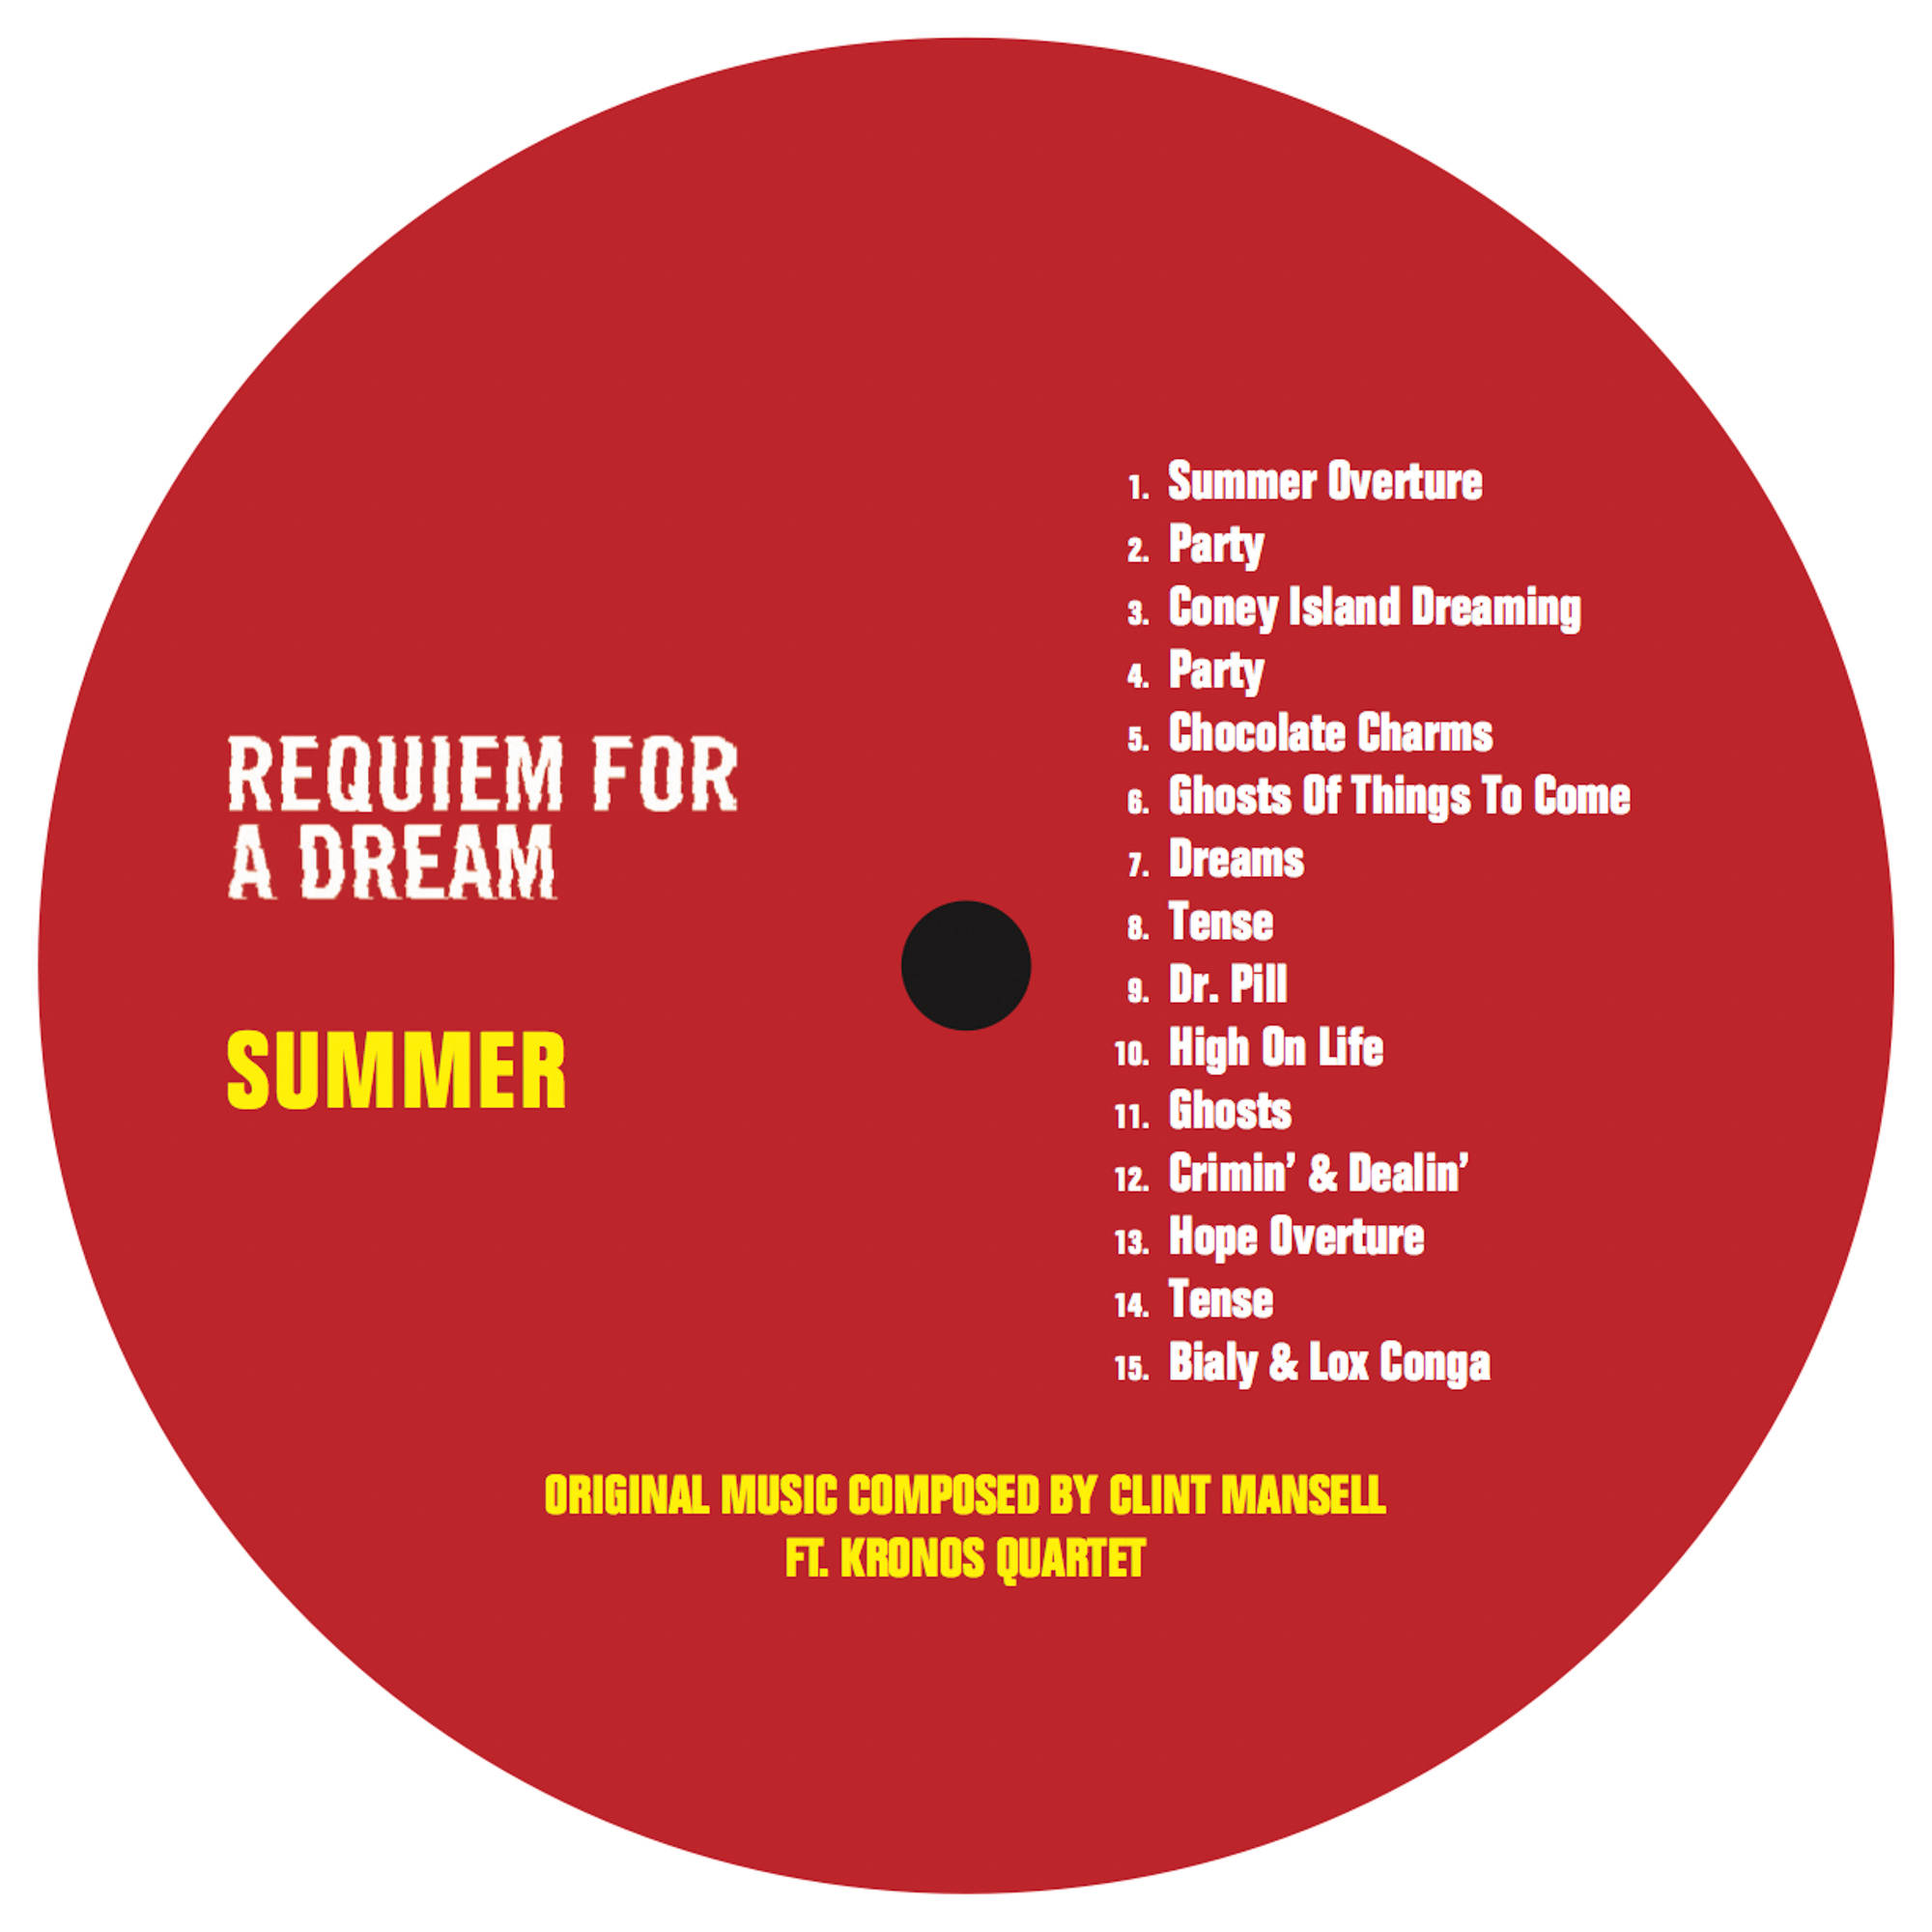 REQUIEM FOR
A DREAM
SUMMER
1. Summer Overture
2. Party
3. Coney Island Dreaming
4. Party
5. Chocolate Charms
6. Ghosts Of Things To Come
7. Dreams
8. Tense
9. Dr. Pill
10. High On Life
11. Ghosts
12. Crimin’ & Dealin’
13. Hope Overture
14. Tense
15. Bialy & Lox Conga
ORIGINAL MUSIC COMPOSED BY CLINT MANSELL
FT. KRONOS QUARTET